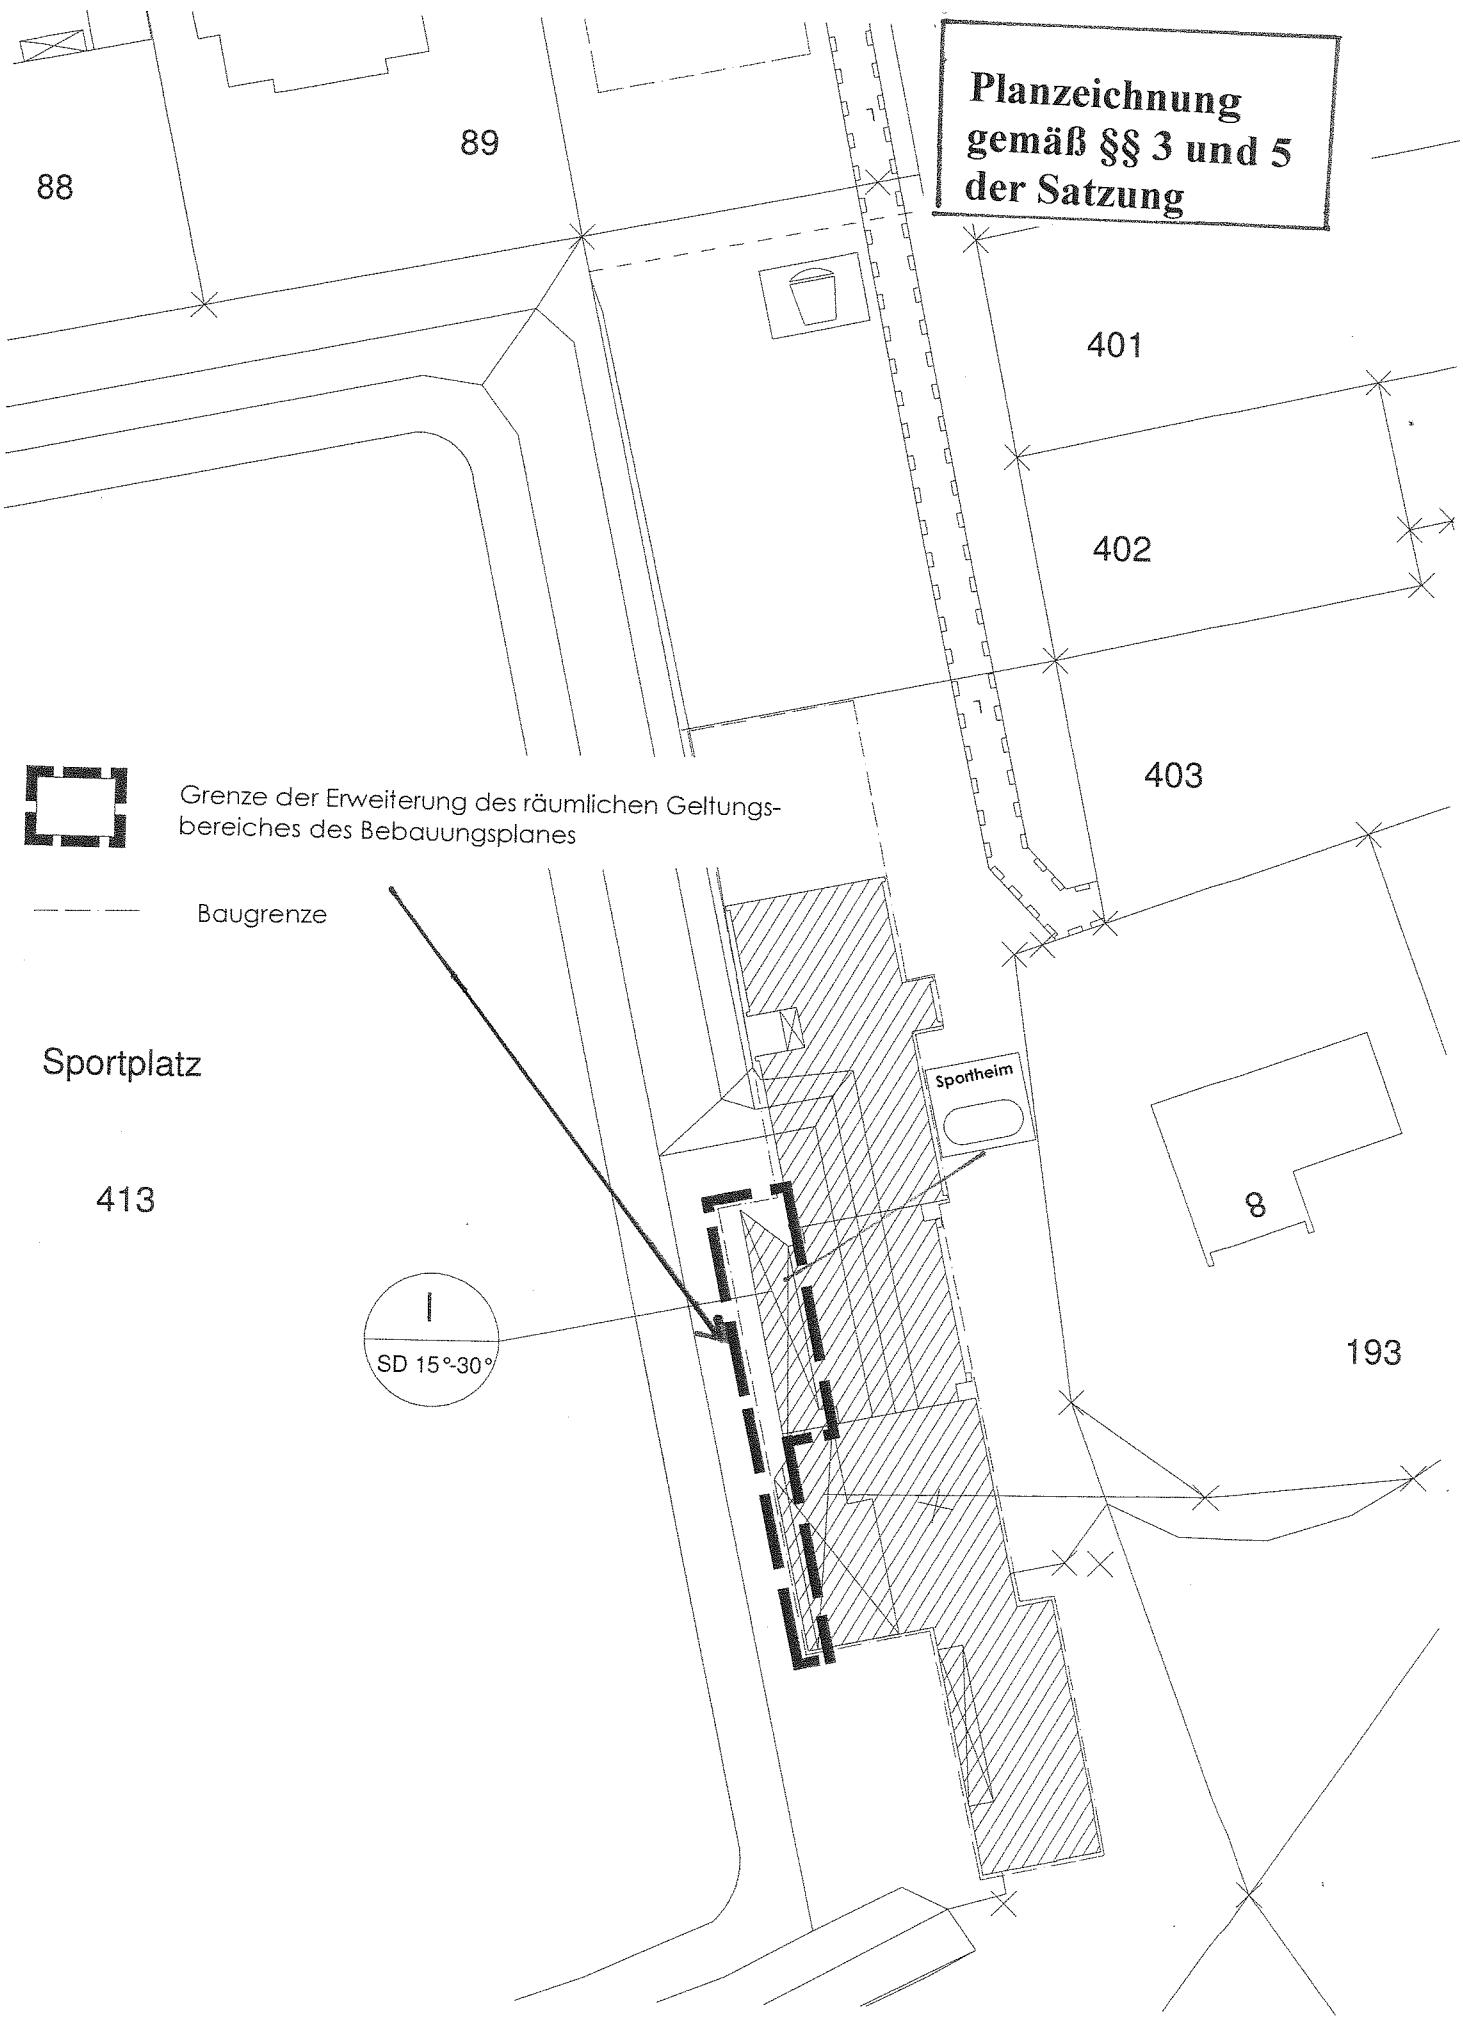 Planzeichnung
gemäß §§ 3 und 5
der Satzung
89
88
401
402
403
Grenze der Erweiterung des räumlichen Geltungs-
bereiches des Bebauungsplanes
Baugrenze
Sportplatz
413
Sportheim
8
193
I
SD 15°-30°